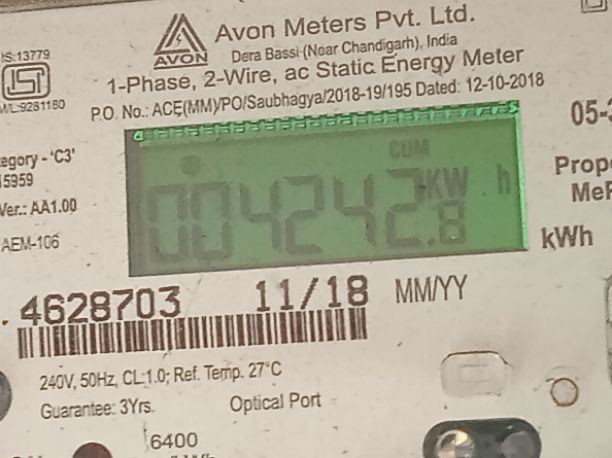 Avon Meters Pvt. Ltd.
AVON
Dera Bassi (Near Chandigarh), India
IS:13779
1-Phase, 2-Wire, ac Static Energy Meter
P.O. No.: ACE(MM)/PO/Saubhagya/2018-19/195 Dated: 12-10-2018
05-
egory - 'C3'
15959
Ver.: AA1.00
AEM-106
CUM
004242.8 KW h
Prop
MeP
kWh
4628703 11/18 MM/YY
240V, 50Hz, CL:1.0; Ref. Temp. 27°C
Guarantee: 3Yrs. Optical Port
6400